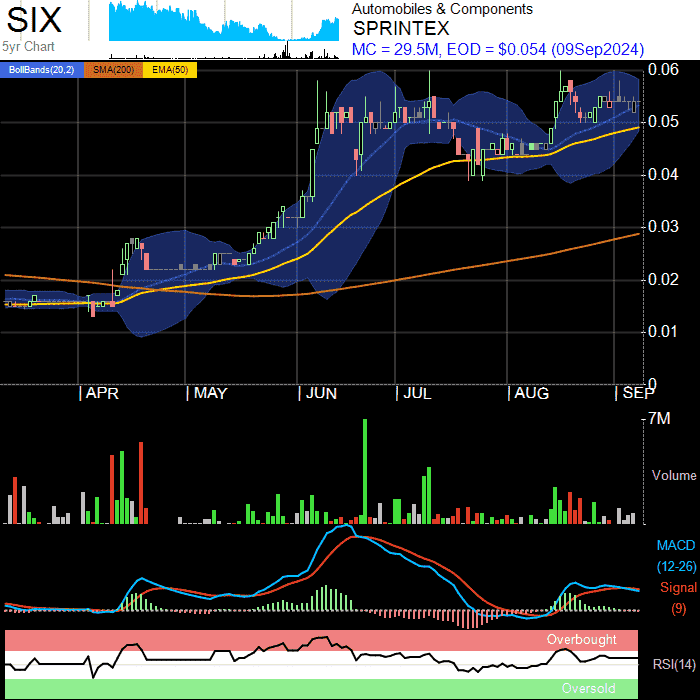 SIX
5yr Chart
Automobiles & Components
SPRINTEX
MC = 29.5M, EOD = $0.054 (09Sep2024)
BollBands(20,2) SMA(200) EMA(50)
0.06
0.05
0.04
0.03
0.02
0.01
0
APR MAY JUN JUL AUG SEP
7M
Volume
MACD
(12-26)
Signal
(9)
Overbought
RSI(14)
Oversold